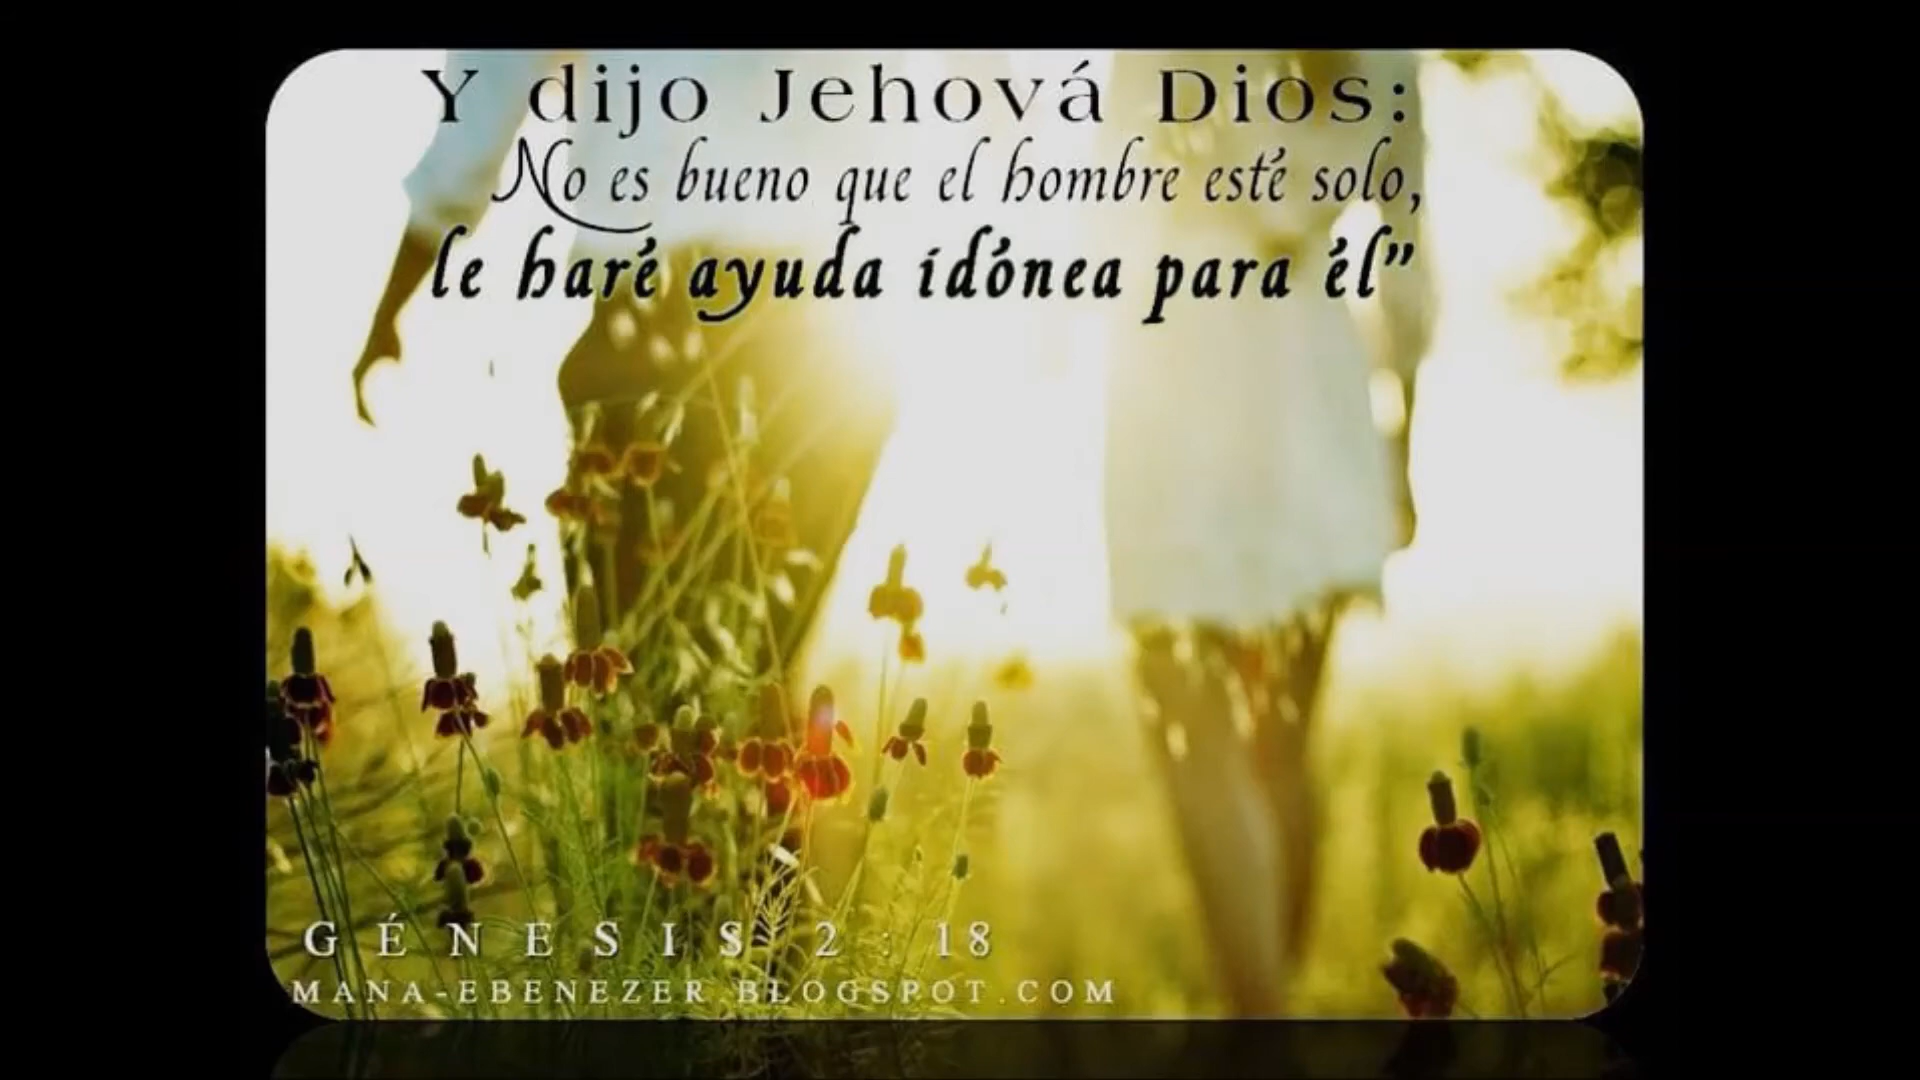 Y dijo Jehová Dios:
No es bueno que el hombre esté solo,
le haré ayuda idónea para él”
GÉNESIS 2:18
MANA-EBENEZER.BLOGSPOT.COM